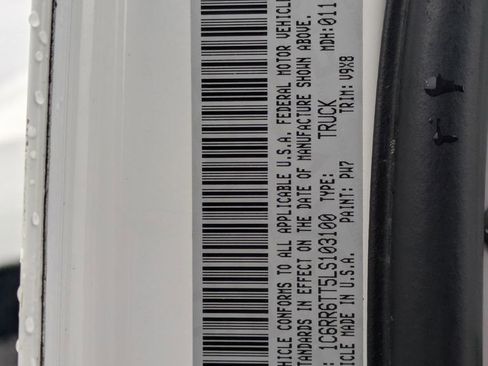 HICLE CONFORMS TO ALL APPLICABLE U.S.A. FEDERAL MOTOR VEHICLE
TANDARDS IN EFFECT ON THE DATE OF MANUFACTURE SHOWN ABOVE.
: 1C6RR6TT5LS103100 TYPE: TRUCK MDH:011
PAINT: PW7 TRIM: V9X8
ICLE MADE IN U.S.A.